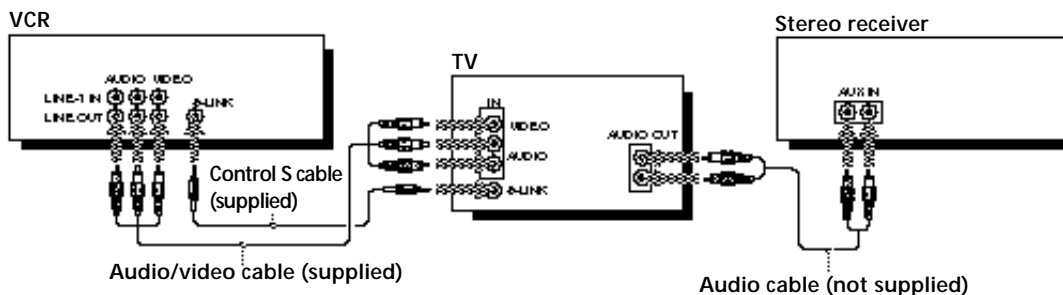 VCR
Stereo receiver
TV
AUDIO VIDEO
LINE-1 IN
LINE OUT
S-LINK
IN
VIDEO
AUDIO
S-LINK
AUDIO OUT
AUX IN
Control S cable
(supplied)
Audio/video cable (supplied)
Audio cable (not supplied)